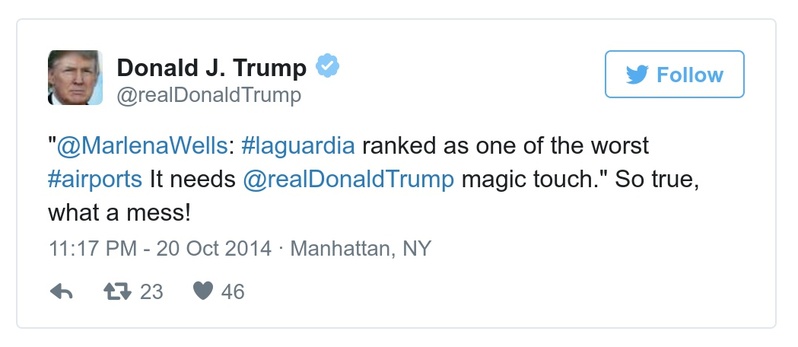 Donald J. Trump
@realDonaldTrump
Follow
"@MarlenaWells: #laguardia ranked as one of the worst
#airports It needs @realDonaldTrump magic touch." So true,
what a mess!
11:17 PM - 20 Oct 2014 · Manhattan, NY
23 46